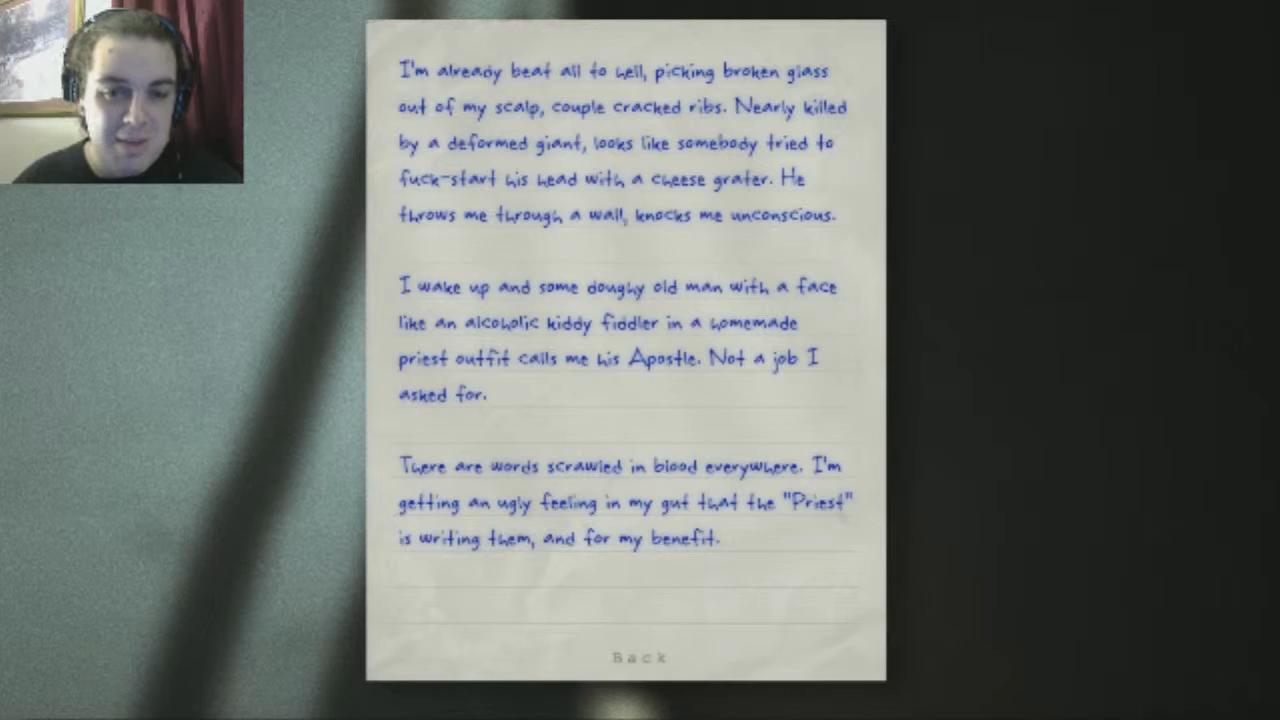 I'm already beat all to hell, picking broken glass
out of my scalp, couple cracked ribs. Nearly killed
by a deformed giant, looks like somebody tried to
fuck-start his head with a cheese grater. He
throws me through a wall, knocks me unconscious.
I wake up and some doughy old man with a face
like an alcoholic kiddy fiddler in a homemade
priest outfit calls me his Apostle. Not a job I
asked for.
There are words scrawled in blood everywhere. I'm
getting an ugly feeling in my gut that the "Priest"
is writing them, and for my benefit.
Back